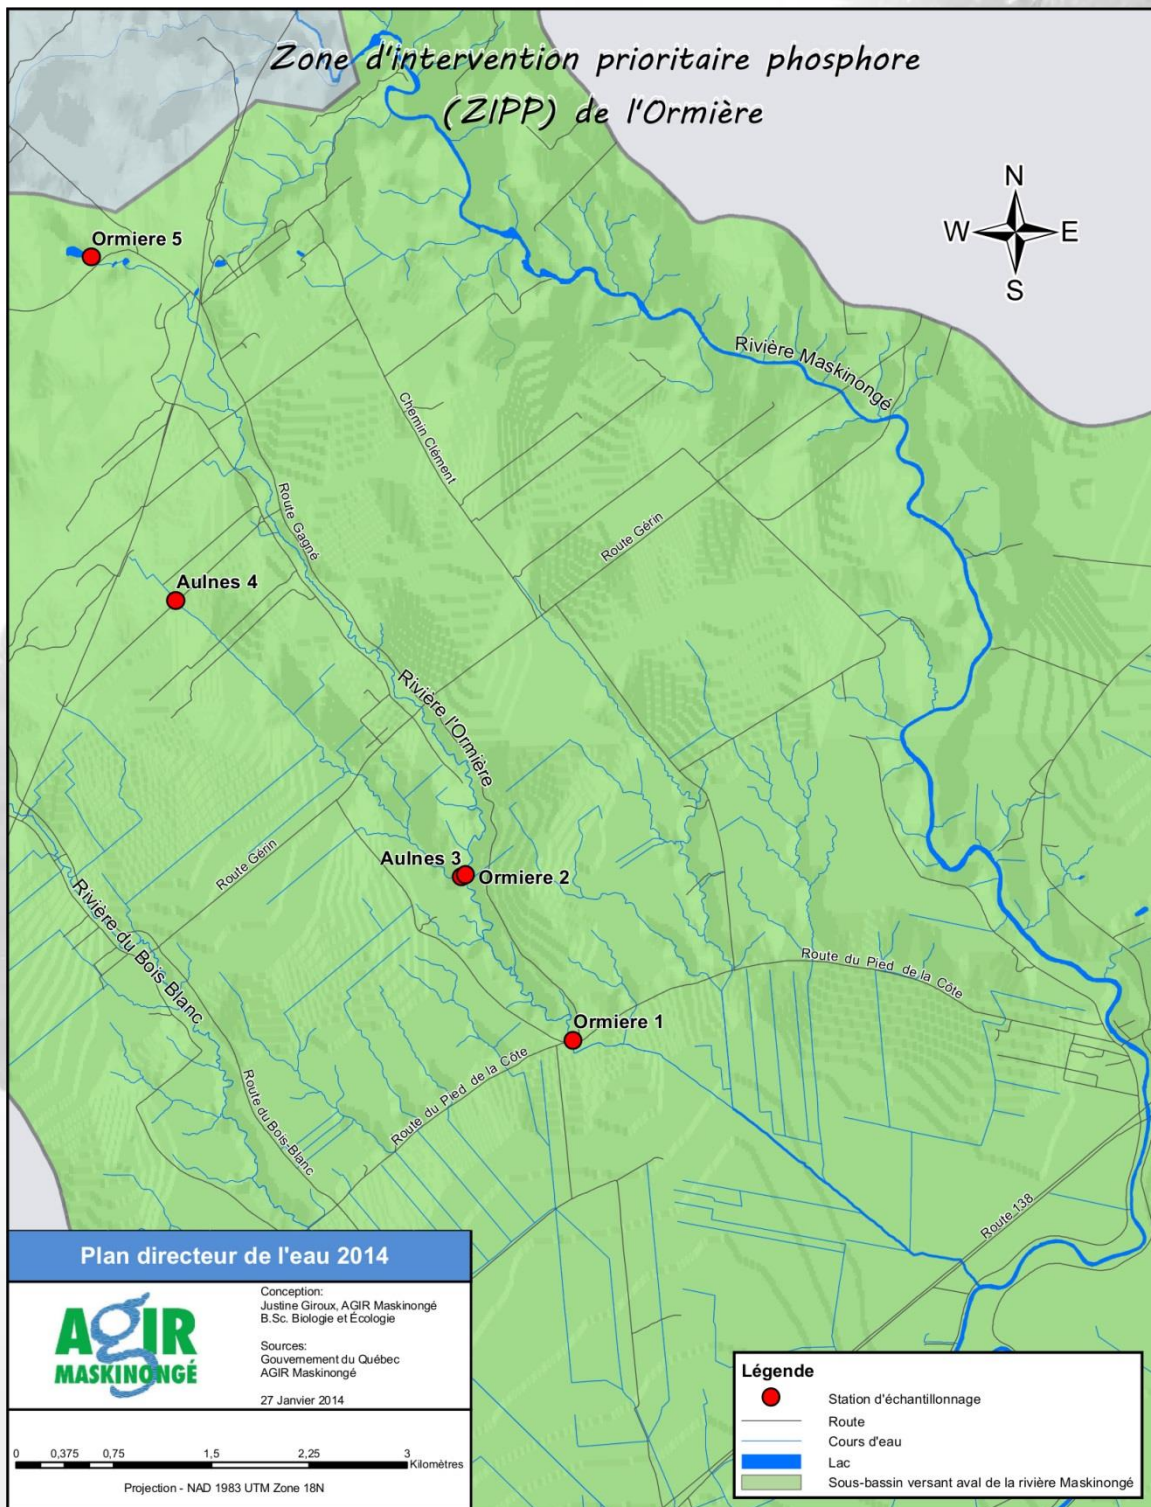 Zone d'intervention prioritaire phosphore
(ZIPP) de l'Ormière
N
W
E
S
Ormiere 5
Rivière Maskinongé
Chemin Clément
Route Gagné
Route Gérin
Aulnes 4
Rivière l'Ormière
Aulnes 3
Ormiere 2
Route Gérin
Rivière du Bois Blanc
Route du Pied de la Côte
Ormiere 1
Route du Pied de la Côte
Route du Bois-Blanc
Route 138
Plan directeur de l'eau 2014
AGIR
MASKINONGÉ
Conception:
Justine Giroux, AGIR Maskinongé
B.Sc. Biologie et Écologie
Sources:
Gouvernement du Québec
AGIR Maskinongé
27 Janvier 2014
0 0,375 0,75 1,5 2,25 3
Kilomètres
Projection - NAD 1983 UTM Zone 18N
Légende
Station d'échantillonnage
Route
Cours d'eau
Lac
Sous-bassin versant aval de la rivière Maskinongé